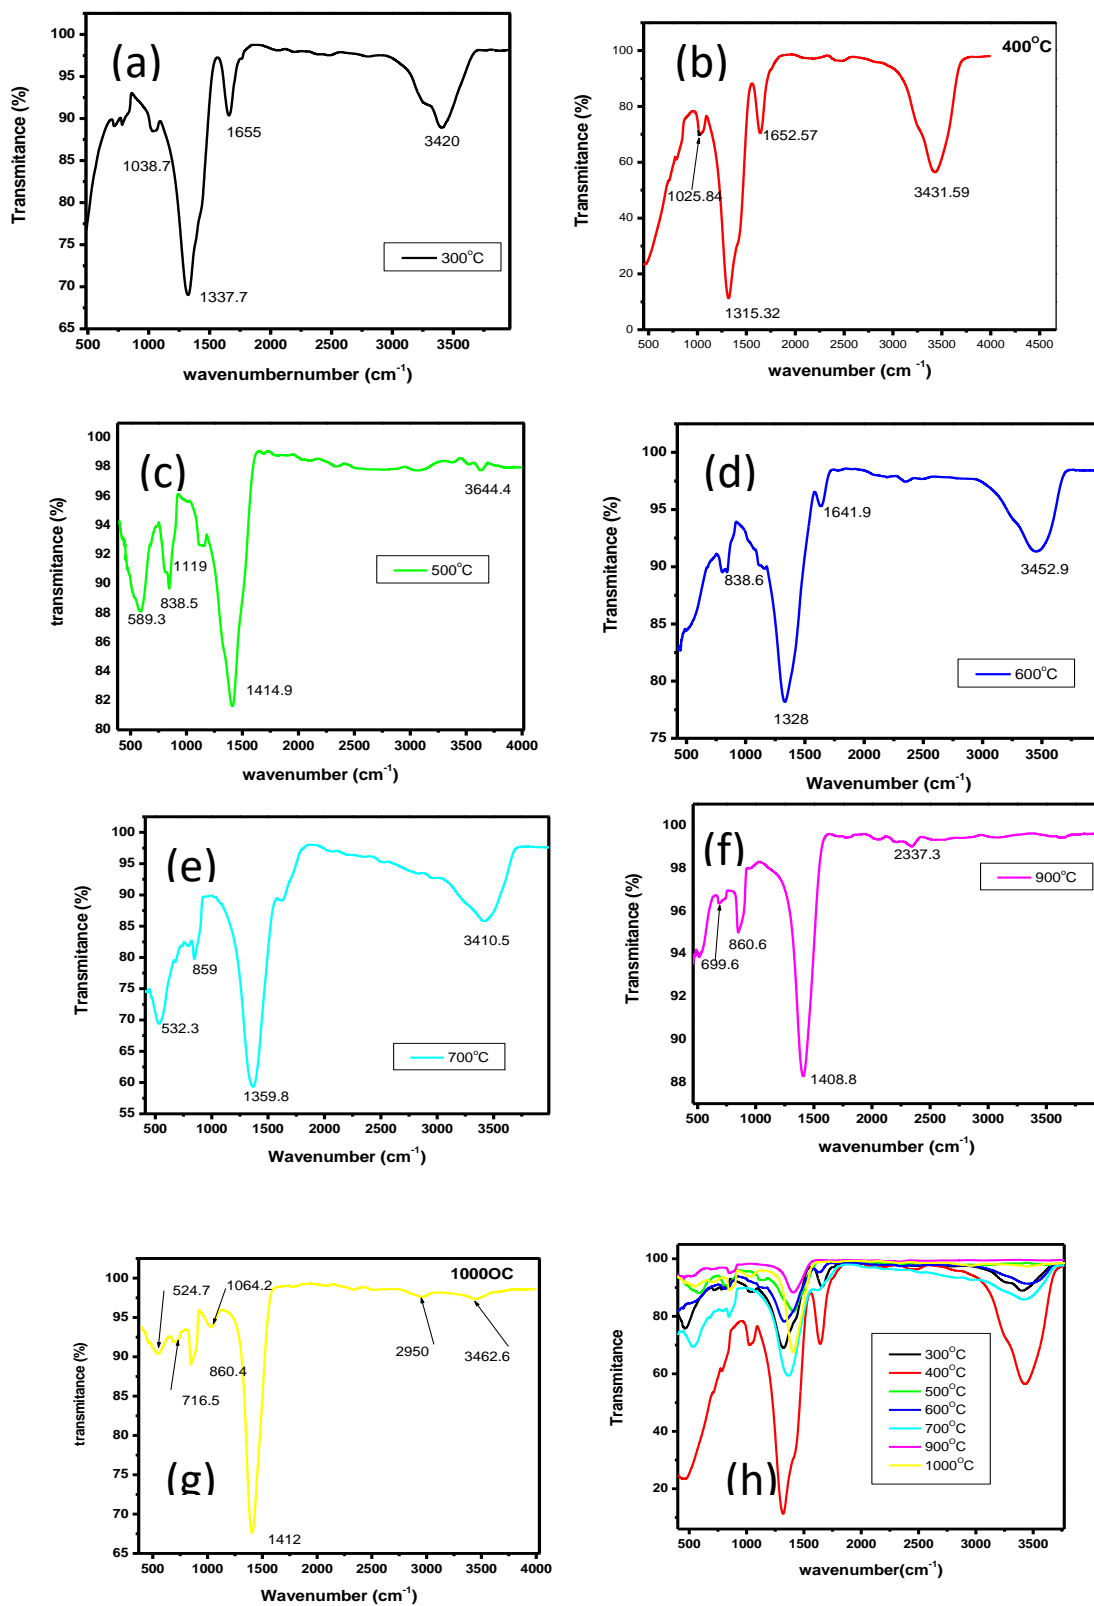 (a)
100
95
90
85
80
75
70
65
Transmitance (%)
1038.7
1655
3420
1337.7
300°C
500 1000 1500 2000 2500 3000 3500
wavenumbernumber (cm-1)
(b)
400°C
100
80
60
40
20
0
Transmitance (%)
1652.57
1025.84
3431.59
1315.32
500 1000 1500 2000 2500 3000 3500 4000 4500
wavenumber (cm-1)
(c)
100
98
96
94
92
90
88
86
84
82
80
transmitance (%)
3644.4
1119
838.5
589.3
500°C
1414.9
500 1000 1500 2000 2500 3000 3500 4000
wavenumber (cm-1)
(d)
100
95
90
85
80
75
Transmitance (%)
1641.9
838.6
3452.9
600°C
1328
500 1000 1500 2000 2500 3000 3500
Wavenumber (cm-1)
(e)
100
95
90
85
80
75
70
65
60
55
Transmitance (%)
859
3410.5
532.3
700°C
1359.8
500 1000 1500 2000 2500 3000 3500
Wavenumber (cm-1)
(f)
100
98
96
94
92
90
88
Transmitance (%)
2337.3
900°C
860.6
699.6
1408.8
500 1000 1500 2000 2500 3000 3500
wavenumber (cm-1)
1000OC
100
95
90
85
80
75
70
65
transmitance (%)
524.7
1064.2
860.4
716.5
2950
3462.6
(g)
1412
500 1000 1500 2000 2500 3000 3500 4000
Wavenumber (cm-1)
100
80
60
40
20
Transmitance
300°C
400°C
500°C
600°C
700°C
900°C
1000°C
(h)
500 1000 1500 2000 2500 3000 3500
wavenumber(cm-1)